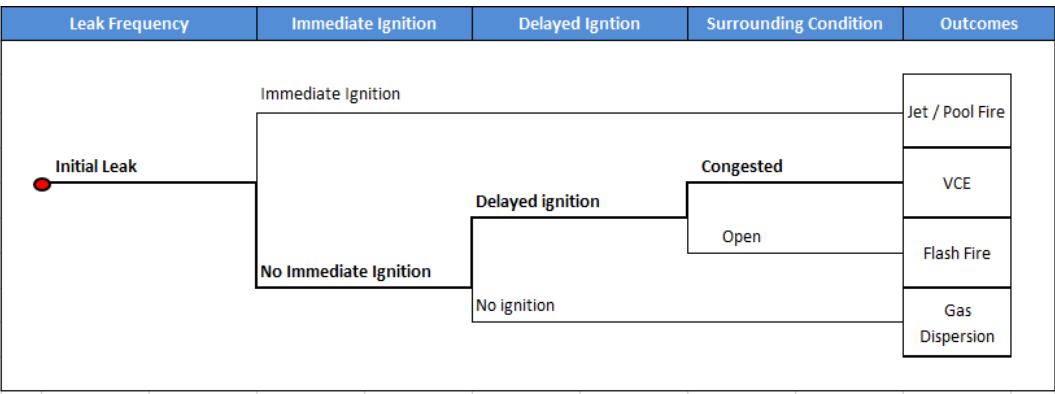 Leak Frequency Immediate Ignition Delayed Igntion Surrounding Condition Outcomes
Immediate Ignition
Jet / Pool Fire
Initial Leak
Congested
VCE
Delayed ignition
Open
Flash Fire
No Immediate Ignition
No ignition
Gas
Dispersion